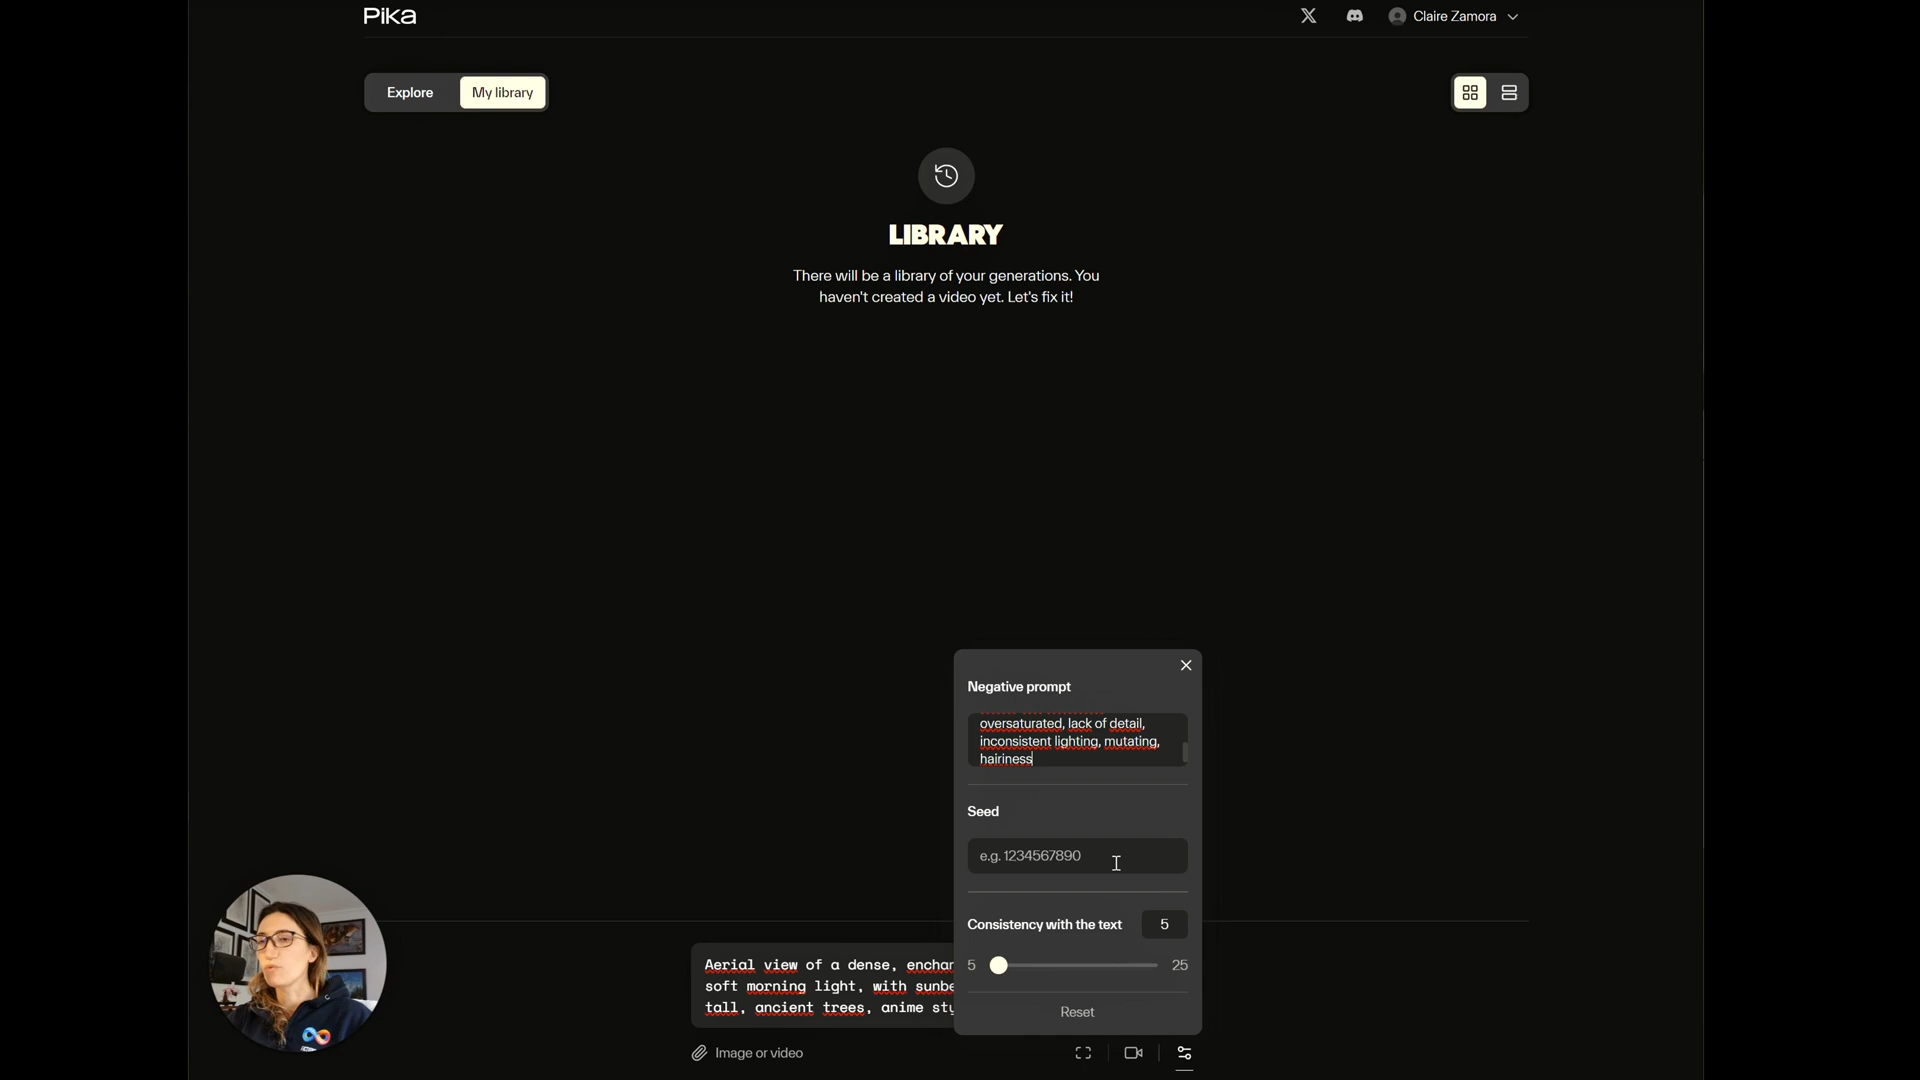 Pika
Claire Zamora
Explore
My library
LIBRARY
There will be a library of your generations. You
haven't created a video yet. Let's fix it!
Negative prompt
oversaturated, lack of detail,
inconsistent lighting, mutating,
hairiness
Seed
e.g. 1234567890
Consistency with the text
5
5
25
Reset
Aerial view of a dense,
soft morning light, with
tall, ancient trees, anime
Image or video